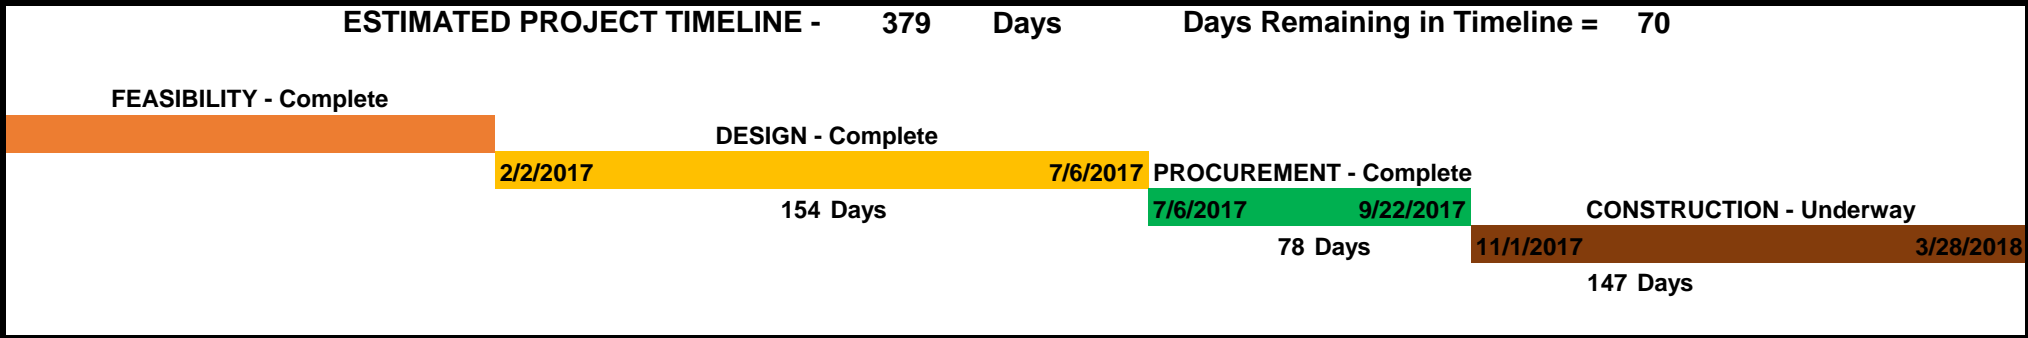 ESTIMATED PROJECT TIMELINE - 379 Days Days Remaining in Timeline = 70
FEASIBILITY - Complete
DESIGN - Complete
2/2/2017 7/6/2017 PROCUREMENT - Complete
154 Days 7/6/2017 9/22/2017 CONSTRUCTION - Underway
78 Days 11/1/2017 3/28/2018
147 Days